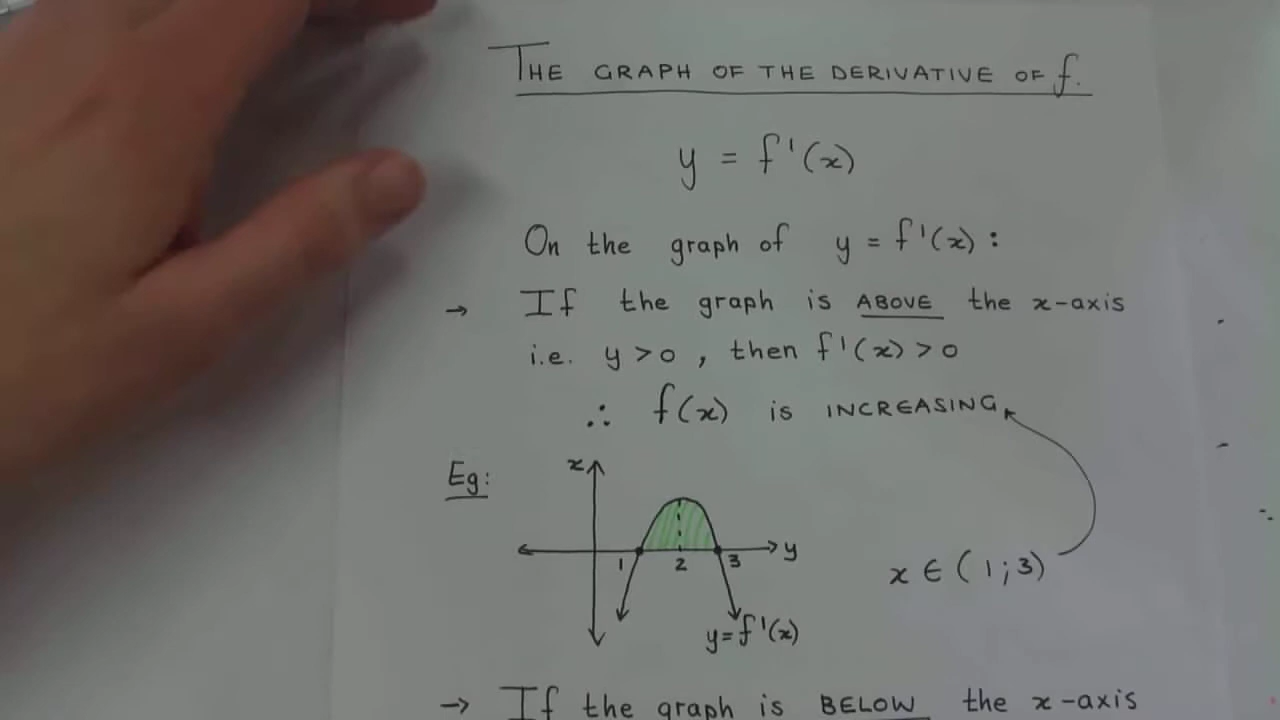 THE GRAPH OF THE DERIVATIVE OF f.
y = f'(x)
On the graph of y = f'(x):
→ If the graph is ABOVE the x-axis
i.e. y > 0, then f'(x) > 0
∴ f(x) is INCREASING
Eg:
x
y
1 2 3
x ∈ (1;3)
y=f'(x)
→ If the graph is BELOW the x-axis